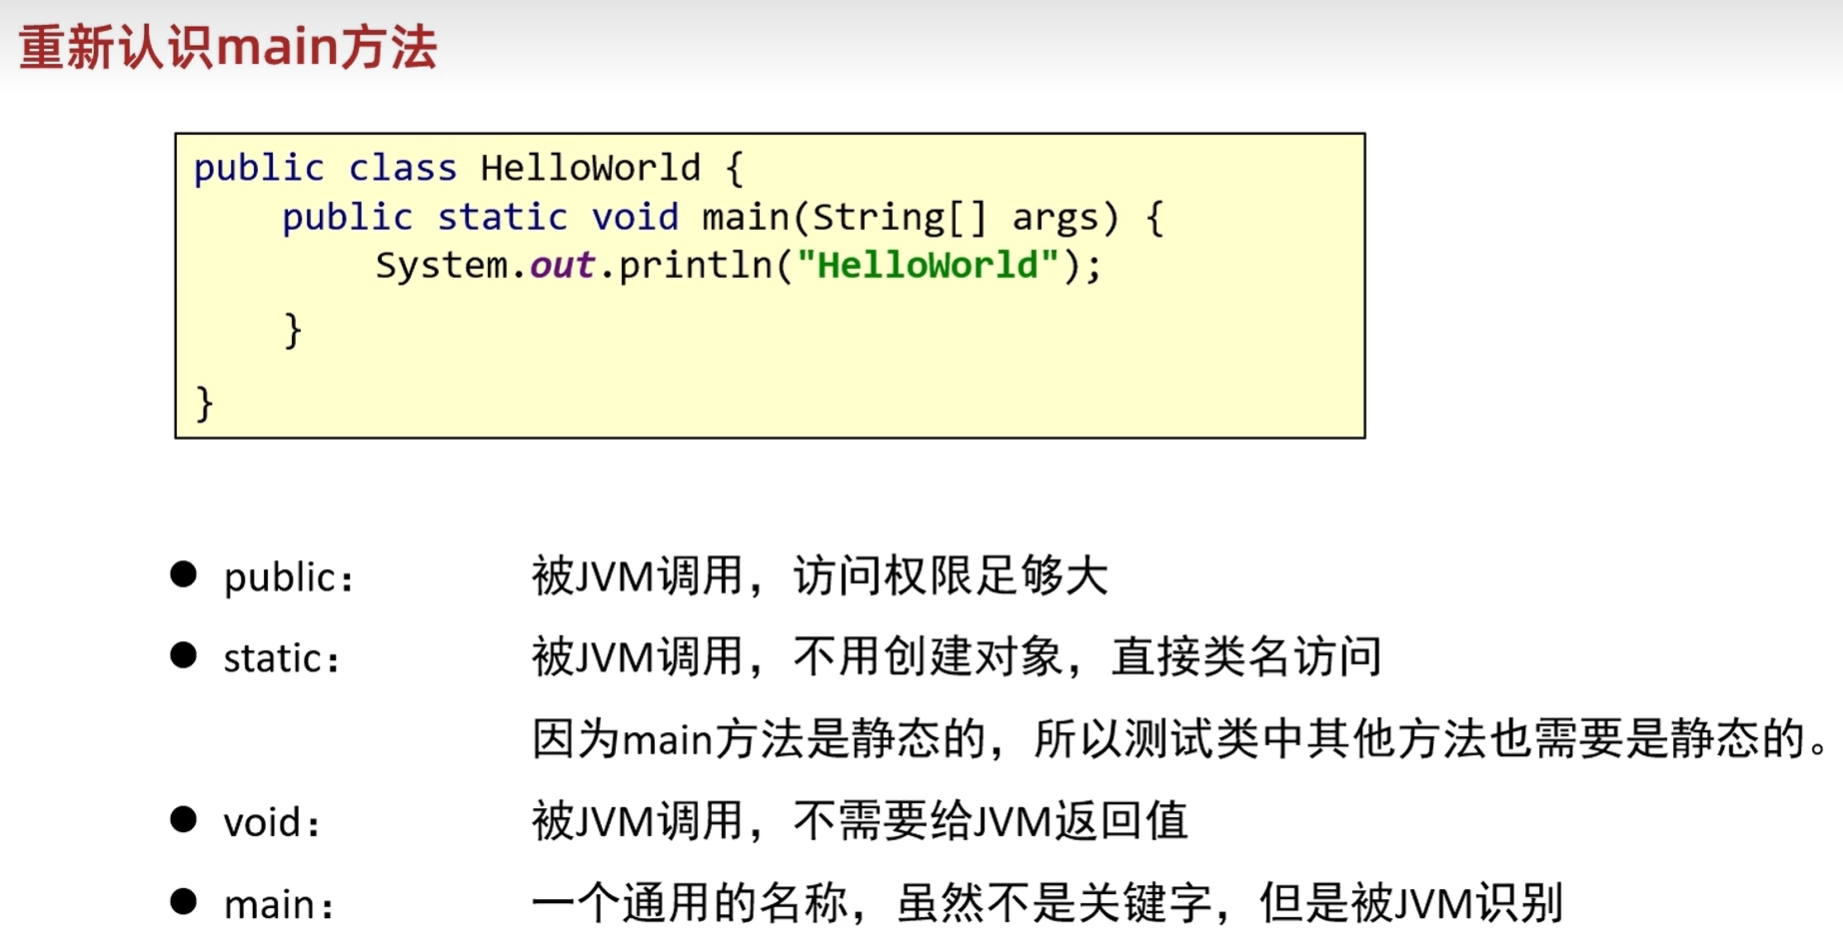 重新认识main方法
public class HelloWorld {
public static void main(String[] args) {
System.out.println("HelloWorld");
}
}
● public： 被JVM调用，访问权限足够大
● static： 被JVM调用，不用创建对象，直接类名访问
因为main方法是静态的，所以测试类中其他方法也需要是静态的。
● void： 被JVM调用，不需要给JVM返回值
● main： 一个通用的名称，虽然不是关键字，但是被JVM识别